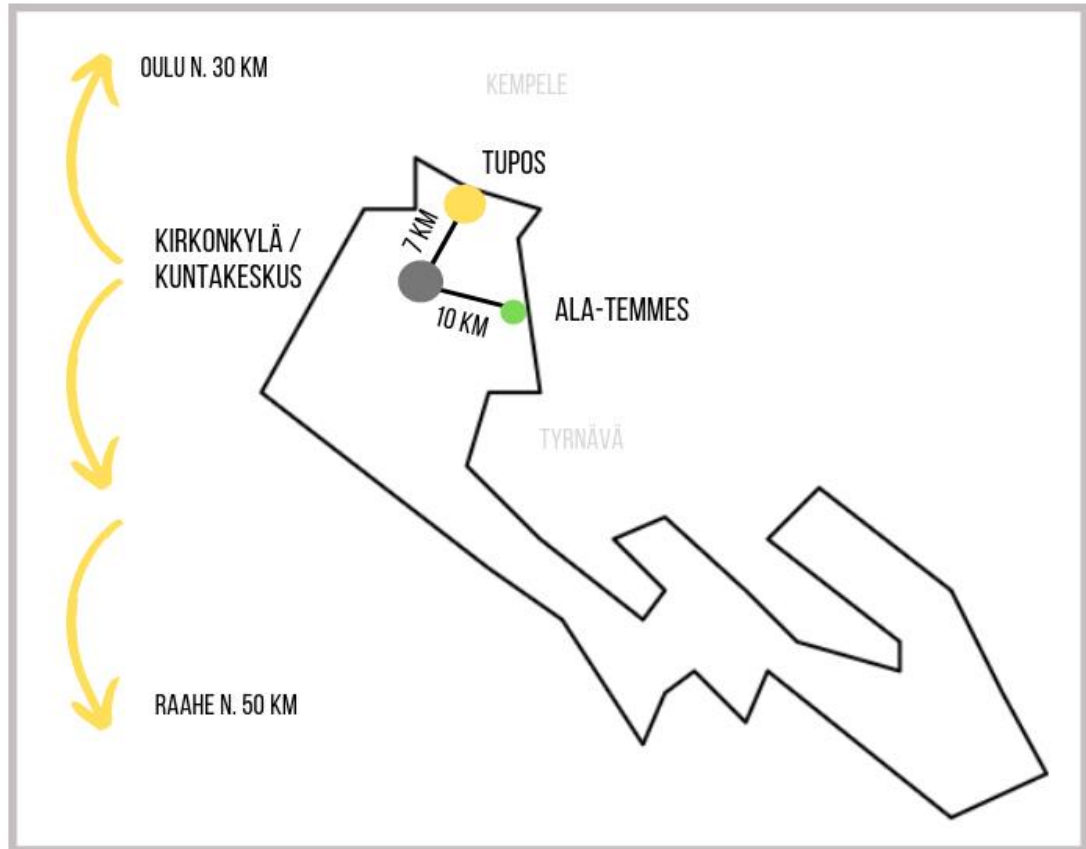 OULU N. 30 KM
KEMPELE
TUPOS
7 KM
KIRKONKYLÄ /
KUNTAKESKUS
10 KM
ALA-TEMMES
TYRNÄVÄ
RAAHE N. 50 KM